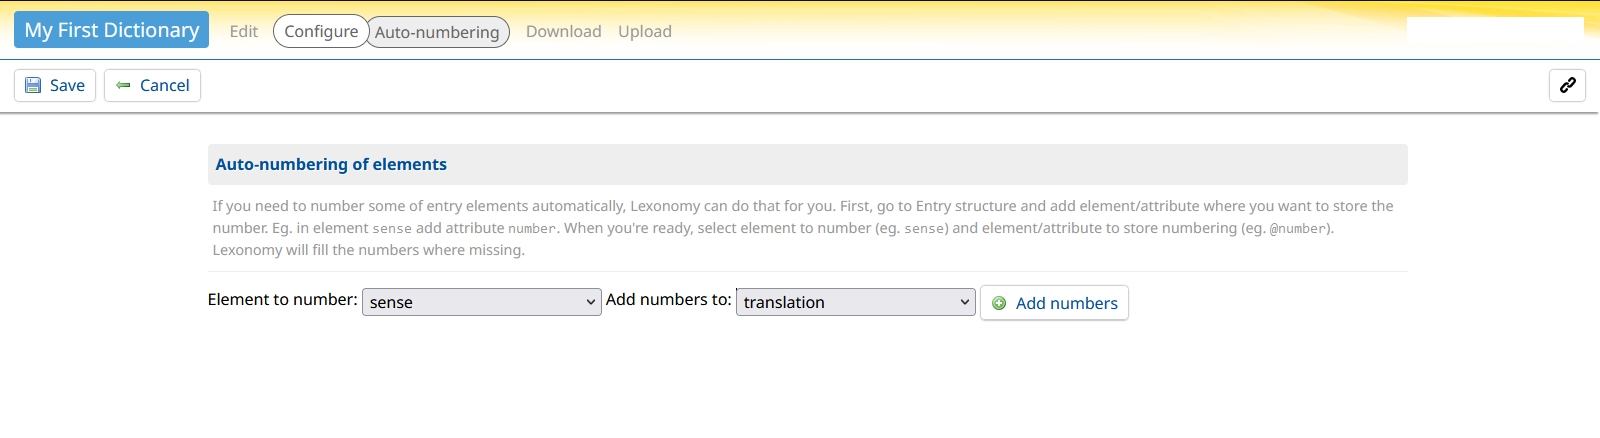 My First Dictionary Edit Configure Auto-numbering Download Upload
Save Cancel
Auto-numbering of elements
If you need to number some of entry elements automatically, Lexonomy can do that for you. First, go to Entry structure and add element/attribute where you want to store the
number. Eg. in element sense add attribute number. When you're ready, select element to number (eg. sense) and element/attribute to store numbering (eg. @number).
Lexonomy will fill the numbers where missing.
Element to number: sense Add numbers to: translation Add numbers